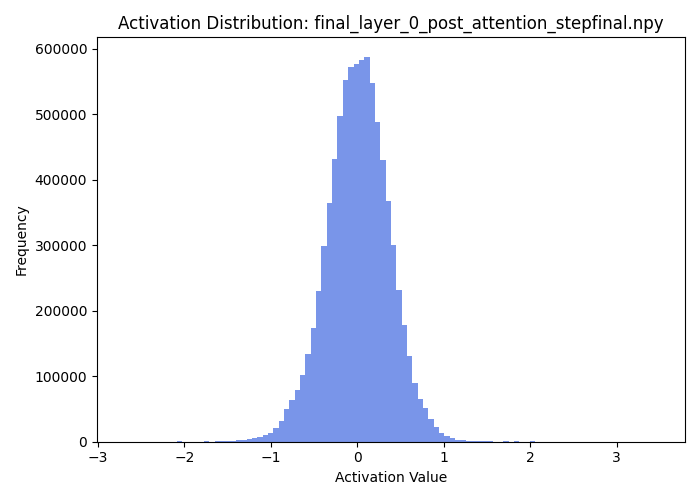 Activation Distribution: final_layer_0_post_attention_stepfinal.npy
600000
500000
400000
300000
200000
100000
0
Frequency
−3 −2 −1 0 1 2 3
Activation Value